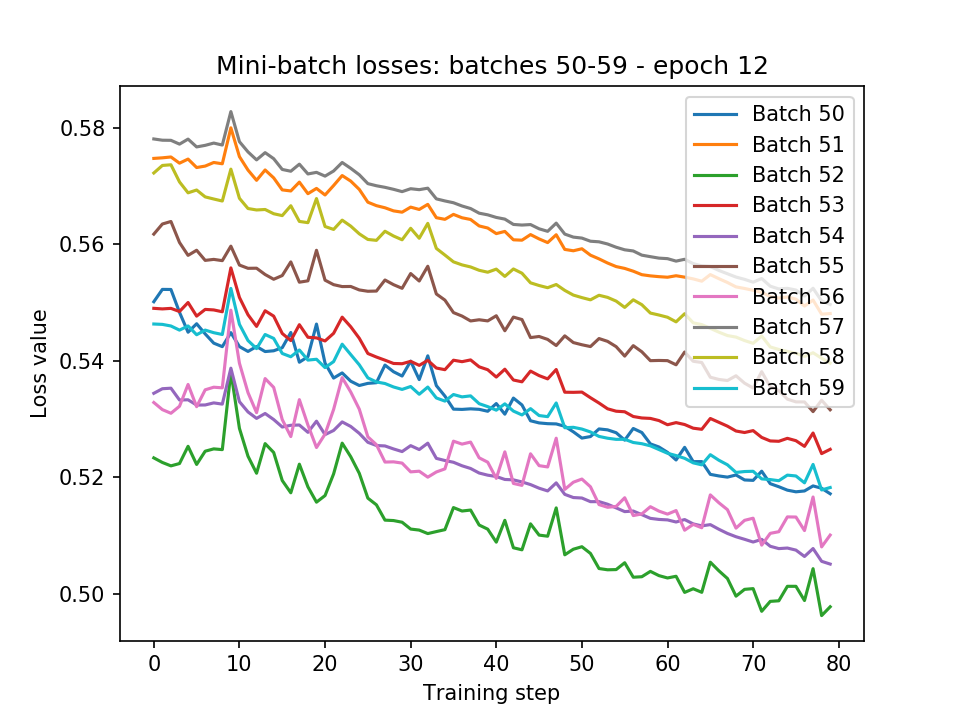 Mini-batch losses: batches 50-59 - epoch 12
Loss value
0.58
0.56
0.54
0.52
0.50
0
10
20
30
40
50
60
70
80
Training step
Batch 50
Batch 51
Batch 52
Batch 53
Batch 54
Batch 55
Batch 56
Batch 57
Batch 58
Batch 59